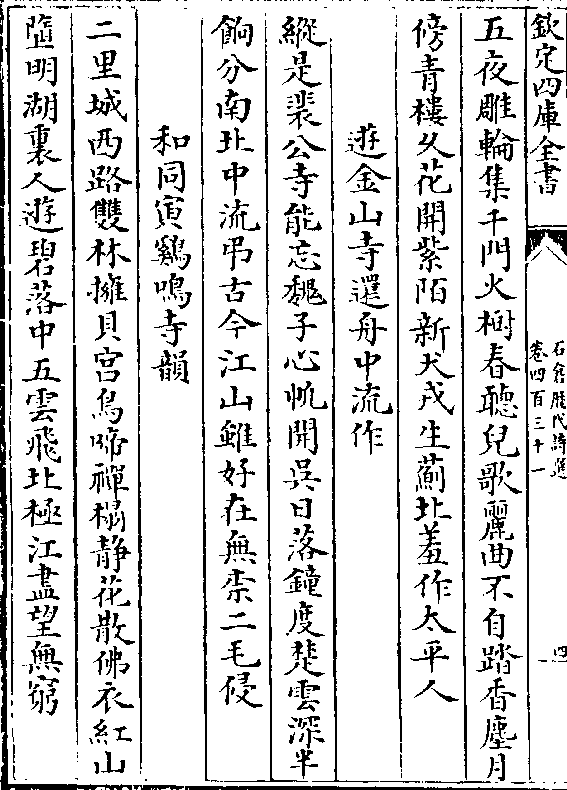 欽定四庫全書
石倉歷代詩選
卷四百三十一
四
五夜雕輪集千門火樹春聽兒歌麗曲不自踏香塵月
傍青樓久花開紫陌新犬戎生薊北羞作太平人
遊金山寺還舟中流作
縱是裴公寺能忘魏子心帆開吳日落鐘度楚雲深半
餉分南北中流弔古今江山雖好在無柰二毛侵
和同寅鷄鳴寺韻
二里城西路雙林擁貝宮鳥啼禪榻静花散佛衣紅山
墮明湖裏人遊碧落中五雲飛北極江盡望無窮